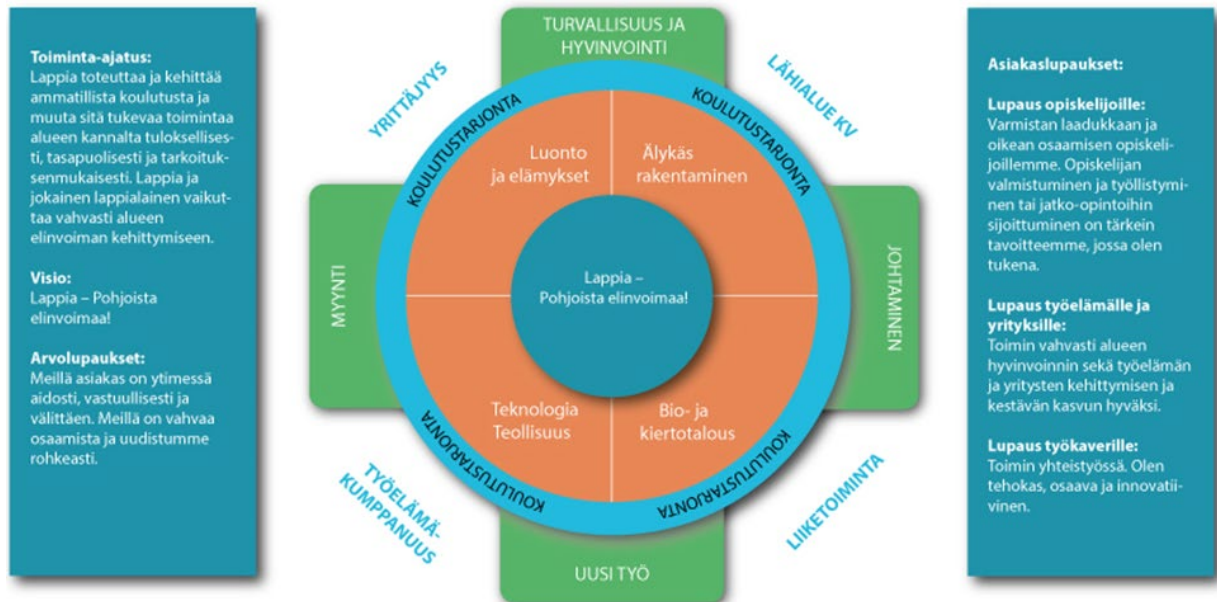 Toiminta-ajatus:
Lappia toteuttaa ja kehittää
ammatillista koulutusta ja
muuta sitä tukevaa toimintaa
alueen kannalta tuloksellises-
ti, tasapuolisesti ja tarkoituk-
senmukaisesti. Lappia ja
jokainen lappialainen vaikut-
taa vahvasti alueen
elinvoiman kehittymiseen.
Visio:
Lappia – Pohjoista
elinvoimaa!
Arvolupaukset:
Meillä asiakas on ytimessä
aidosti, vastuullisesti ja
välittäen. Meillä on vahvaa
osaamista ja uudistumme
rohkeasti.
TURVALLISUUS JA
HYVINVOINTI
YRITTÄJYYS
LÄHIALUE KV
KOULUTUSTARJONTA
KOULUTUSTARJONTA
Luonto
ja elämykset
Älykäs
rakentaminen
MYYNTI
Lappia –
Pohjoista elinvoimaa!
JOHTAMINEN
Teknologia
Teollisuus
Bio- ja
kiertotalous
KOULUTUSTARJONTA
KOULUTUSTARJONTA
TYÖELÄMÄ-
KUMPPANUUS
LIIKETOIMINTA
UUSI TYÖ
Asiakaslupaukset:
Lupaus opiskelijoille:
Varmistan laadukkaan ja
oikean osaamisen opiskeli-
joillemme. Opiskelijan
valmistuminen ja työllistymi-
nen tai jatko-opintoihin
sijoittuminen on tärkein
tavoitteemme, jossa olen
tukena.
Lupaus työelämälle ja
yrityksille:
Toimin vahvasti alueen
hyvinvoinnin sekä työelämän
ja yritysten kehittymisen ja
kestävän kasvun hyväksi.
Lupaus työkaverille:
Toimin yhteistyössä. Olen
tehokas, osaava ja innovatii-
vinen.